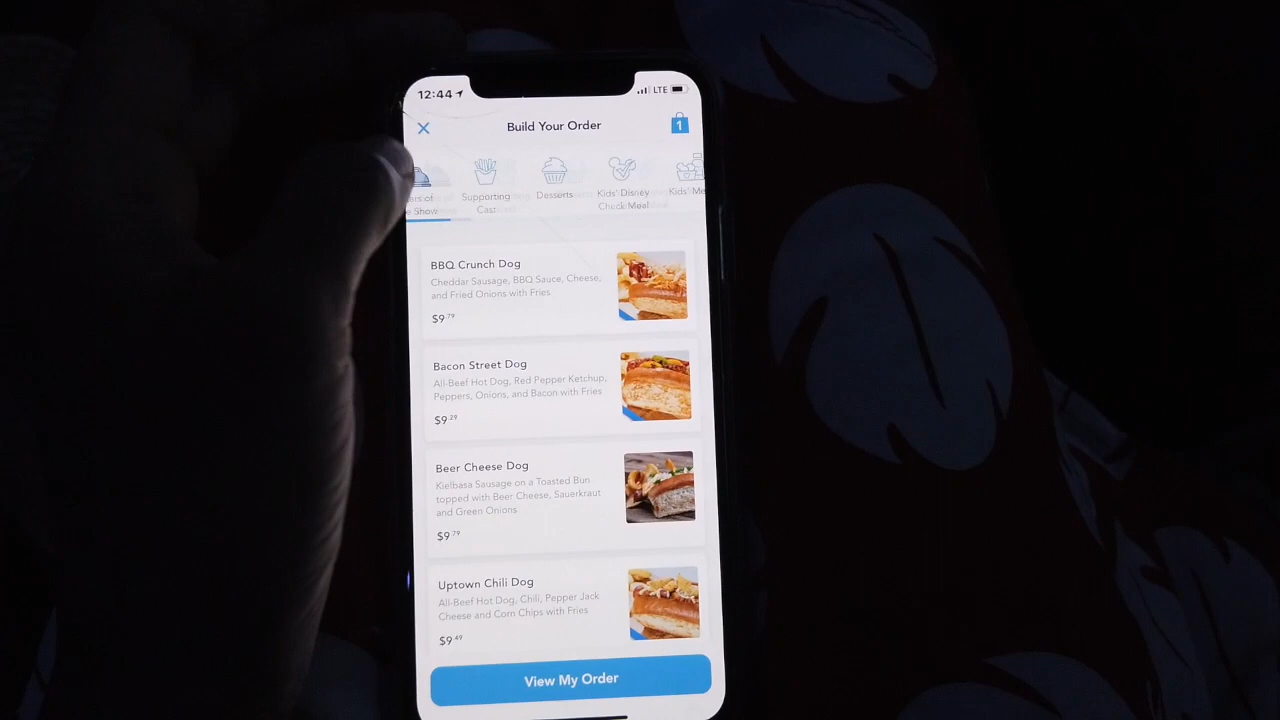 12:44
LTE
Build Your Order
1
Supporting
Cast
Desserts
Kids' Disney
Check Meal
Kids' Me
e Show
BBQ Crunch Dog
Cheddar Sausage, BBQ Sauce, Cheese,
and Fried Onions with Fries
$9.79
Bacon Street Dog
All-Beef Hot Dog, Red Pepper Ketchup,
Peppers, Onions, and Bacon with Fries
$9.29
Beer Cheese Dog
Kielbasa Sausage on a Toasted Bun
topped with Beer Cheese, Sauerkraut
and Green Onions
$9.79
Uptown Chili Dog
All-Beef Hot Dog, Chili, Pepper Jack
Cheese and Corn Chips with Fries
$9.49
View My Order